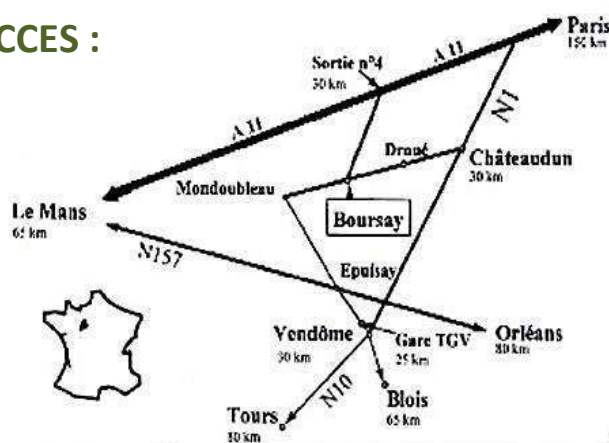 CCES :
Paris
150 km
A 11
Sortie n°4
30 km
N1
A 11
Droué
Châteaudun
30 km
Mondoubleau
Le Mans
65 km
Boursay
N157
Epuisay
Vendôme
30 km
Gare TGV
25 km
Orléans
80 km
N10
Blois
65 km
Tours
80 km